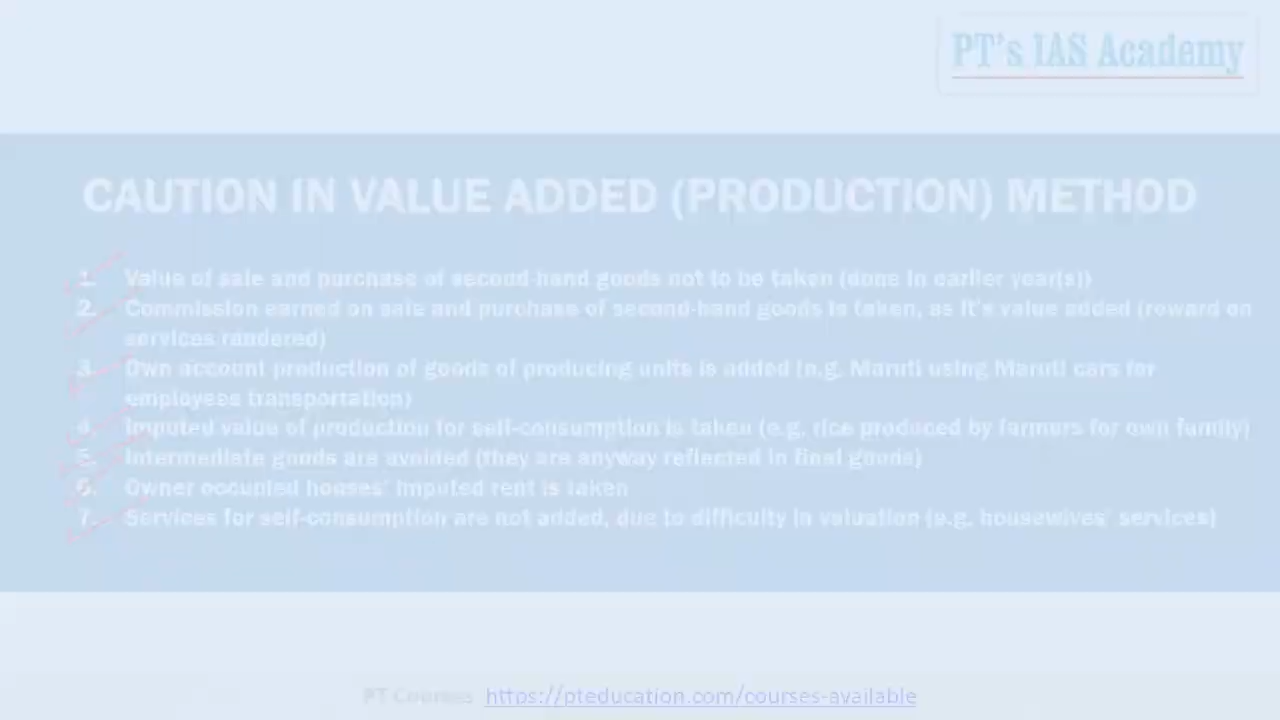 PT's IAS Academy
CAUTION IN VALUE ADDED (PRODUCTION) METHOD
1. Value of sale and purchase of second-hand goods not to be taken (done in earlier year(s))
2. Commission earned on sale and purchase of second-hand goods is taken, as it's value added (reward on
services rendered)
3. Own account production of goods of producing units is added (e.g. Maruti using Maruti cars for
employees transportation)
4. Imputed value of production for self-consumption is taken (e.g. rice produced by farmers for own family)
5. Intermediate goods are avoided (they are anyway reflected in final goods)
6. Owner occupied houses' imputed rent is taken
7. Services for self-consumption are not added, due to difficulty in valuation (e.g. housewives' services)
PT Courses https://pteducation.com/courses-available